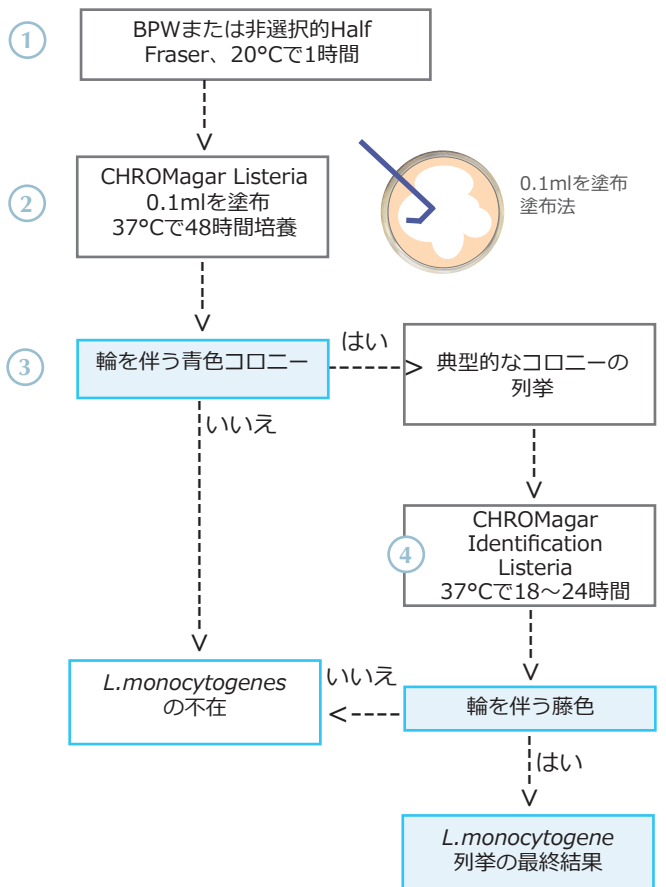 1
BPWまたは非選択的Half
Fraser、20°Cで1時間
2
CHROMagar Listeria
0.1mlを塗布
37°Cで48時間培養
0.1mlを塗布
塗布法
3
輪を伴う青色コロニー
はい
典型的なコロニーの
列挙
いいえ
4
CHROMagar
Identification
Listeria
37°Cで18～24時間
L.monocytogenes
の不在
いいえ
輪を伴う藤色
はい
L.monocytogene
列挙の最終結果